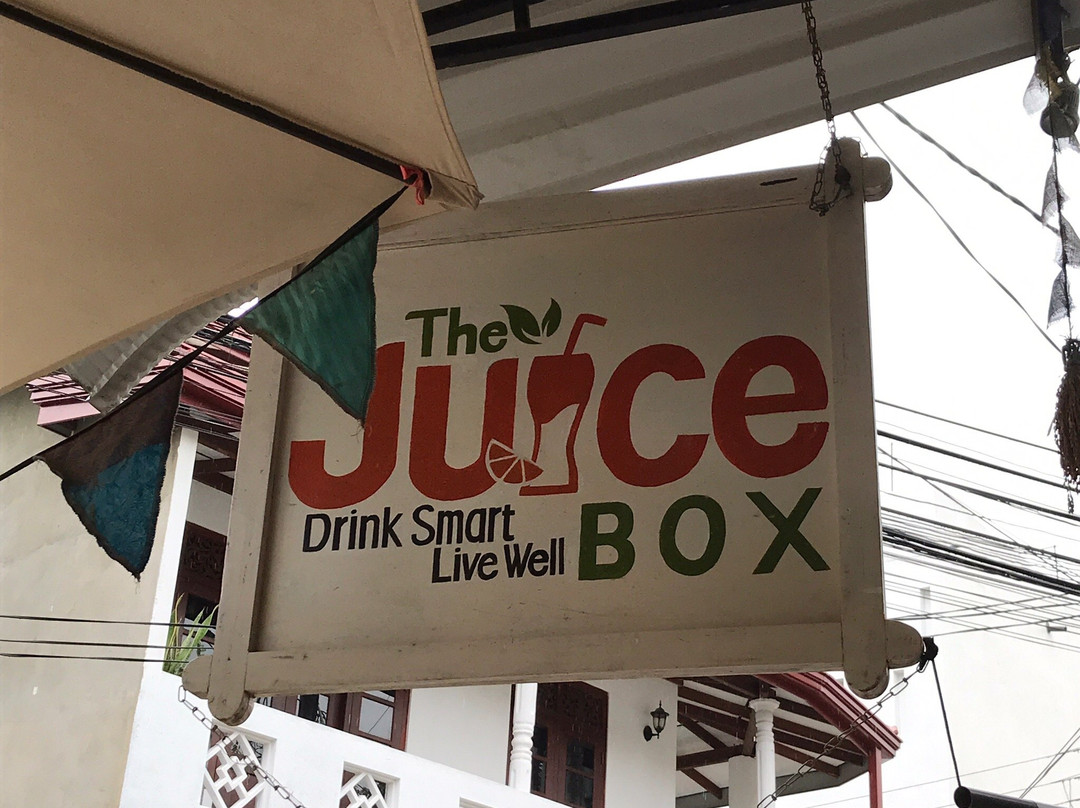 The
Juice
Drink Smart
Live Well
BOX